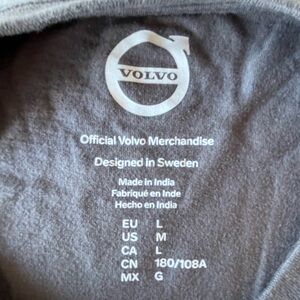 VOLVO
Official Volvo Merchandise
Designed in Sweden
Made in India
Fabriqué en Inde
Hecho en India
EU L
US M
CA L
CN 180/108A
MX G